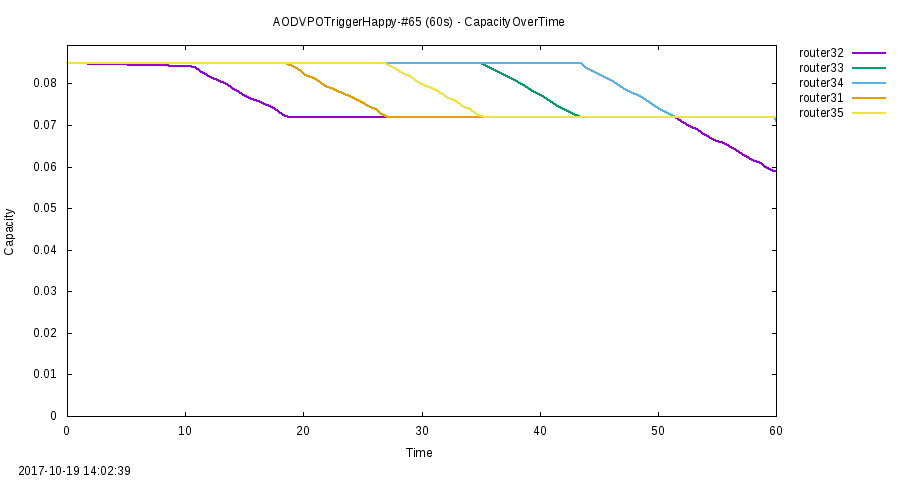 AODVPOTriggerHappy-#65 (60s) - CapacityOverTime
router32
router33
router34
router31
router35
0.08
0.07
0.06
0.05
0.04
0.03
0.02
0.01
0
Capacity
0 10 20 30 40 50 60
Time
2017-10-19 14:02:39